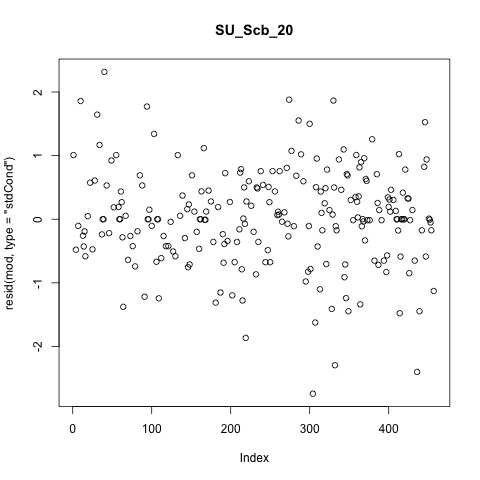 SU_Scb_20
resid(mod, type = "stdCond")
2
1
0
-1
-2
0 100 200 300 400
Index